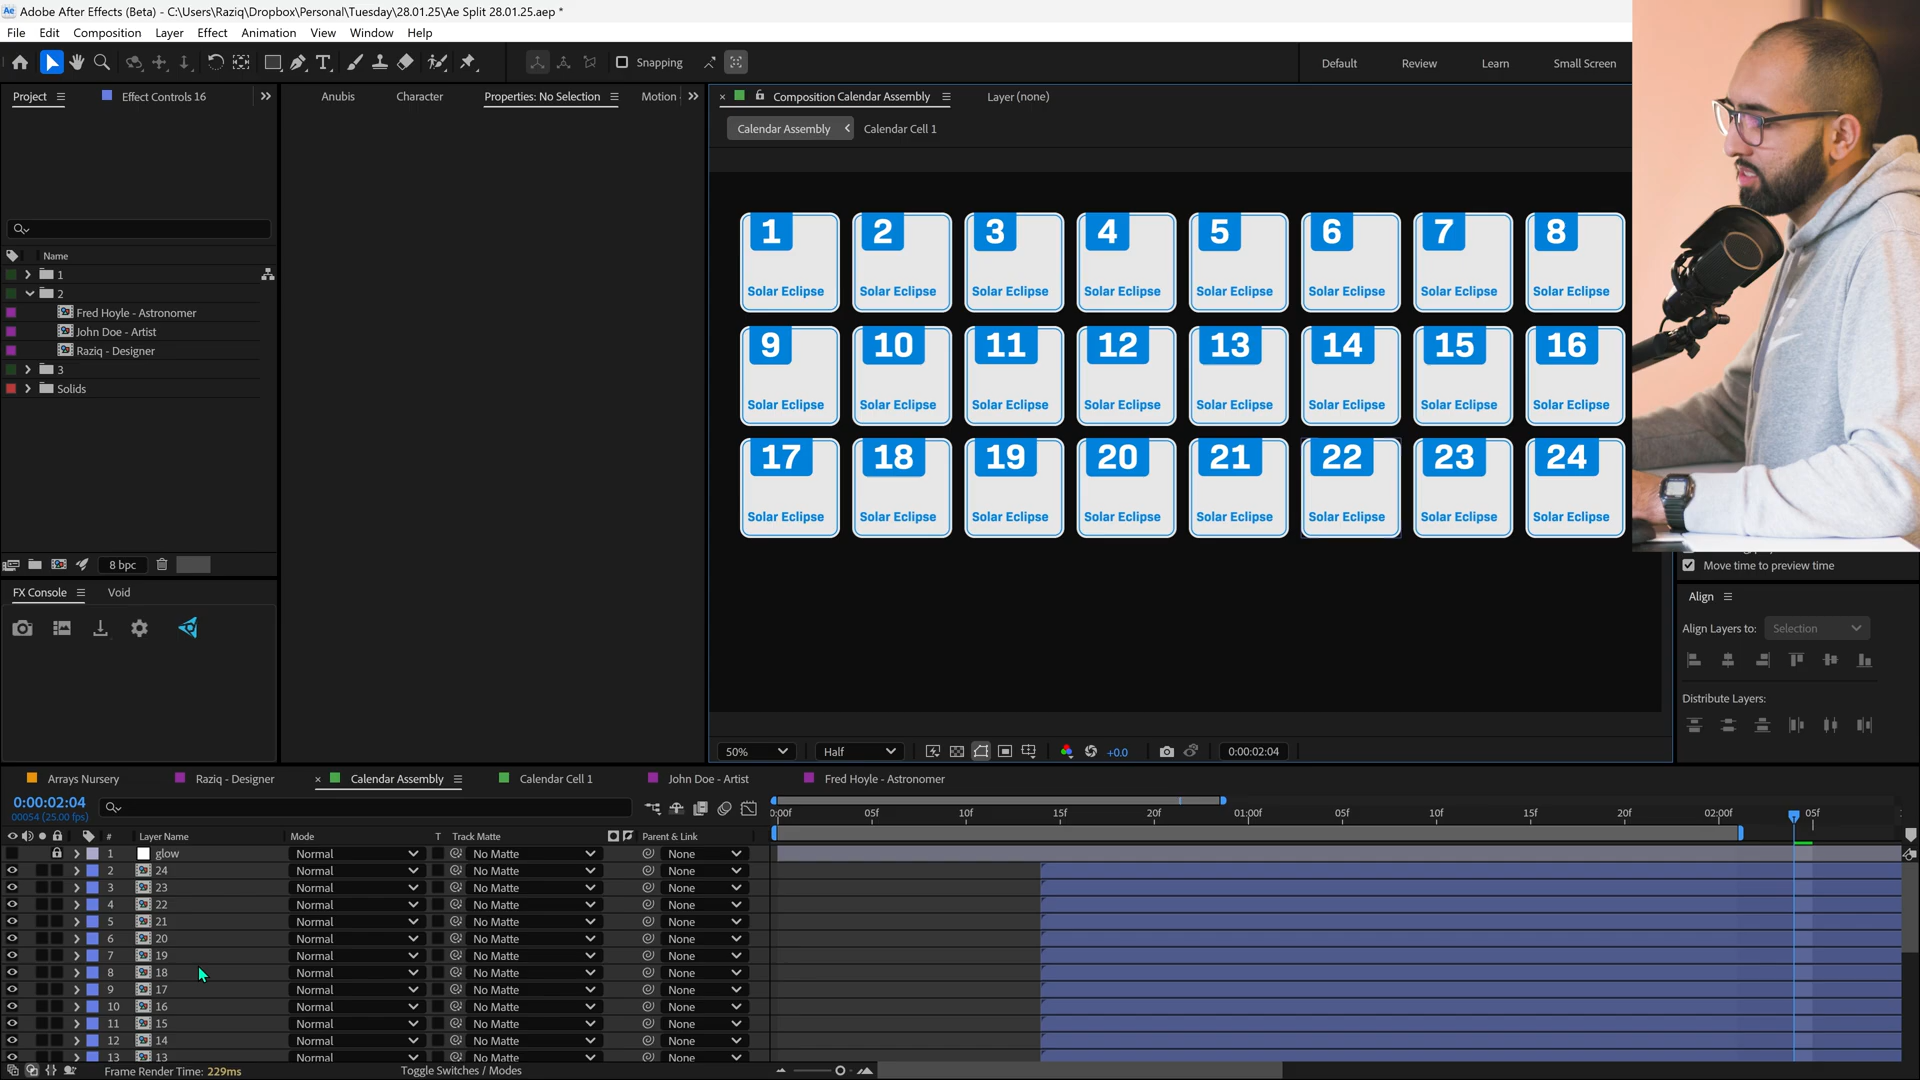 Adobe After Effects (Beta) - C:\Users\Raziq\Dropbox\Personal\Tuesday\28.01.25\Ae Split 28.01.25.aep *
File Edit Composition Layer Effect Animation View Window Help
Snapping Default Review Learn Small Screen
Project Effect Controls 16 Anubis Character Properties: No Selection Motion Composition Calendar Assembly Layer (none)
Calendar Assembly Calendar Cell 1
1 2 3 4 5 6 7 8
Solar Eclipse Solar Eclipse Solar Eclipse Solar Eclipse Solar Eclipse Solar Eclipse Solar Eclipse Solar Eclipse
9 10 11 12 13 14 15 16
Solar Eclipse Solar Eclipse Solar Eclipse Solar Eclipse Solar Eclipse Solar Eclipse Solar Eclipse Solar Eclipse
17 18 19 20 21 22 23 24
Solar Eclipse Solar Eclipse Solar Eclipse Solar Eclipse Solar Eclipse Solar Eclipse Solar Eclipse Solar Eclipse
Name
1
2
Fred Hoyle - Astronomer
John Doe - Artist
Raziq - Designer
3
Solids
8 bpc
FX Console Void
50% Half +0.0 0:00:02:04
Move time to preview time
Align
Align Layers to: Selection
Distribute Layers:
Arrays Nursery Raziq - Designer Calendar Assembly Calendar Cell 1 John Doe - Artist Fred Hoyle - Astronomer
0:00:02:04
00054 (25.00 fps)
:00f 05f 10f 15f 20f 01:00f 05f 10f 15f 20f 02:00f 05f
# Layer Name Mode T Track Matte Parent & Link
1 glow Normal No Matte None
2 24 Normal No Matte None
3 23 Normal No Matte None
4 22 Normal No Matte None
5 21 Normal No Matte None
6 20 Normal No Matte None
7 19 Normal No Matte None
8 18 Normal No Matte None
9 17 Normal No Matte None
10 16 Normal No Matte None
11 15 Normal No Matte None
12 14 Normal No Matte None
13 13 Normal No Matte None
Frame Render Time: 229ms Toggle Switches / Modes